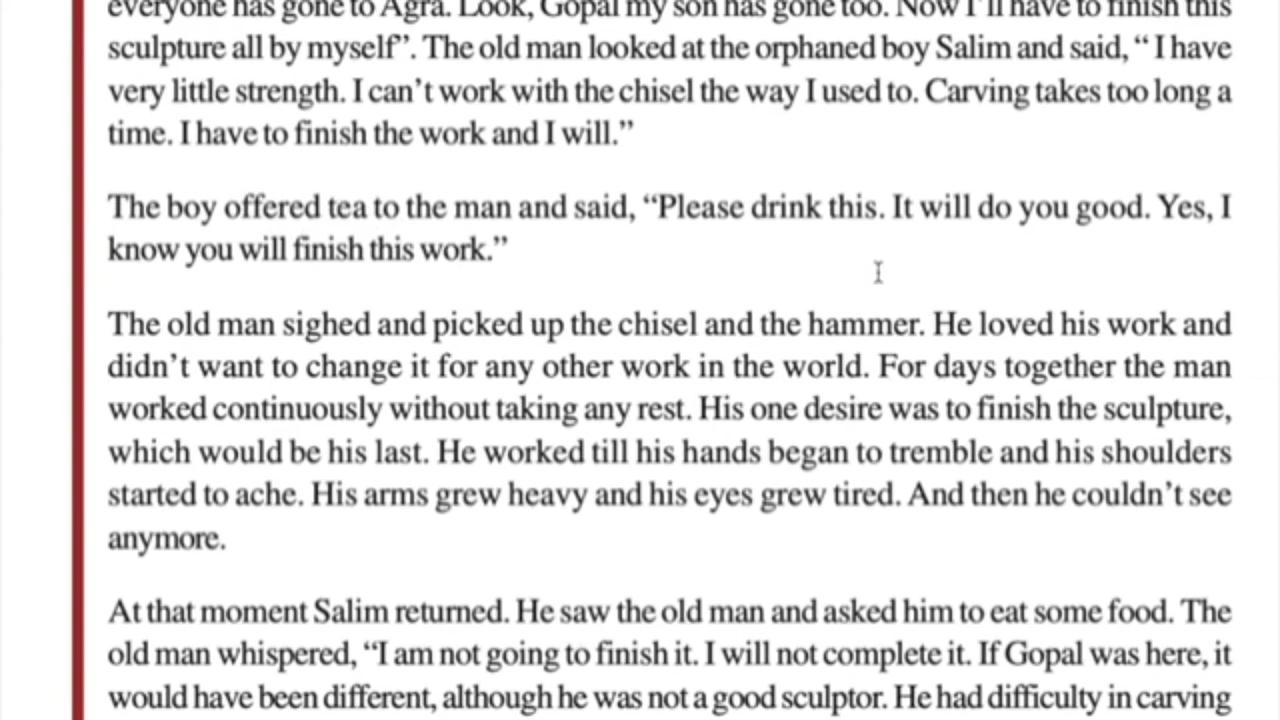 everyone has gone to Agra. Look, Gopal my son has gone too. Now I'll have to finish this
sculpture all by myself”. The old man looked at the orphaned boy Salim and said, “ I have
very little strength. I can’t work with the chisel the way I used to. Carving takes too long a
time. I have to finish the work and I will.”
The boy offered tea to the man and said, “Please drink this. It will do you good. Yes, I
know you will finish this work.”
The old man sighed and picked up the chisel and the hammer. He loved his work and
didn’t want to change it for any other work in the world. For days together the man
worked continuously without taking any rest. His one desire was to finish the sculpture,
which would be his last. He worked till his hands began to tremble and his shoulders
started to ache. His arms grew heavy and his eyes grew tired. And then he couldn’t see
anymore.
At that moment Salim returned. He saw the old man and asked him to eat some food. The
old man whispered, “I am not going to finish it. I will not complete it. If Gopal was here, it
would have been different, although he was not a good sculptor. He had difficulty in carving